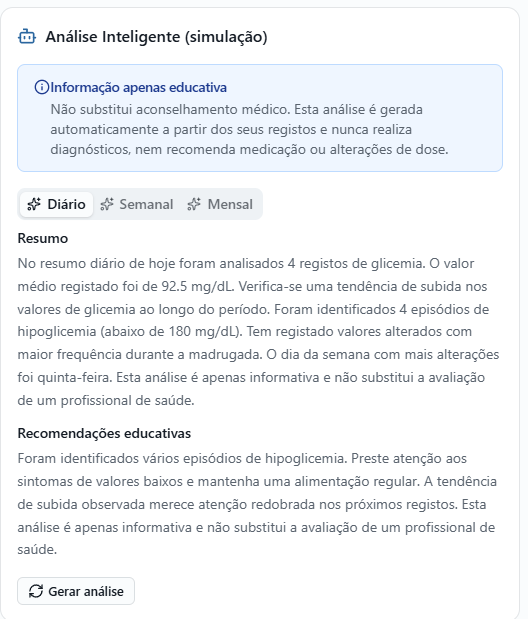 Análise Inteligente (simulação)
Informação apenas educativa
Não substitui aconselhamento médico. Esta análise é gerada
automaticamente a partir dos seus registos e nunca realiza
diagnósticos, nem recomenda medicação ou alterações de dose.
Diário Semanal Mensal
Resumo
No resumo diário de hoje foram analisados 4 registos de glicemia. O valor
médio registado foi de 92.5 mg/dL. Verifica-se uma tendência de subida nos
valores de glicemia ao longo do período. Foram identificados 4 episódios de
hipoglicemia (abaixo de 180 mg/dL). Tem registado valores alterados com
maior frequência durante a madrugada. O dia da semana com mais alterações
foi quinta-feira. Esta análise é apenas informativa e não substitui a avaliação
de um profissional de saúde.
Recomendações educativas
Foram identificados vários episódios de hipoglicemia. Preste atenção aos
sintomas de valores baixos e mantenha uma alimentação regular. A tendência
de subida observada merece atenção redobrada nos próximos registos. Esta
análise é apenas informativa e não substitui a avaliação de um profissional de
saúde.
Gerar análise